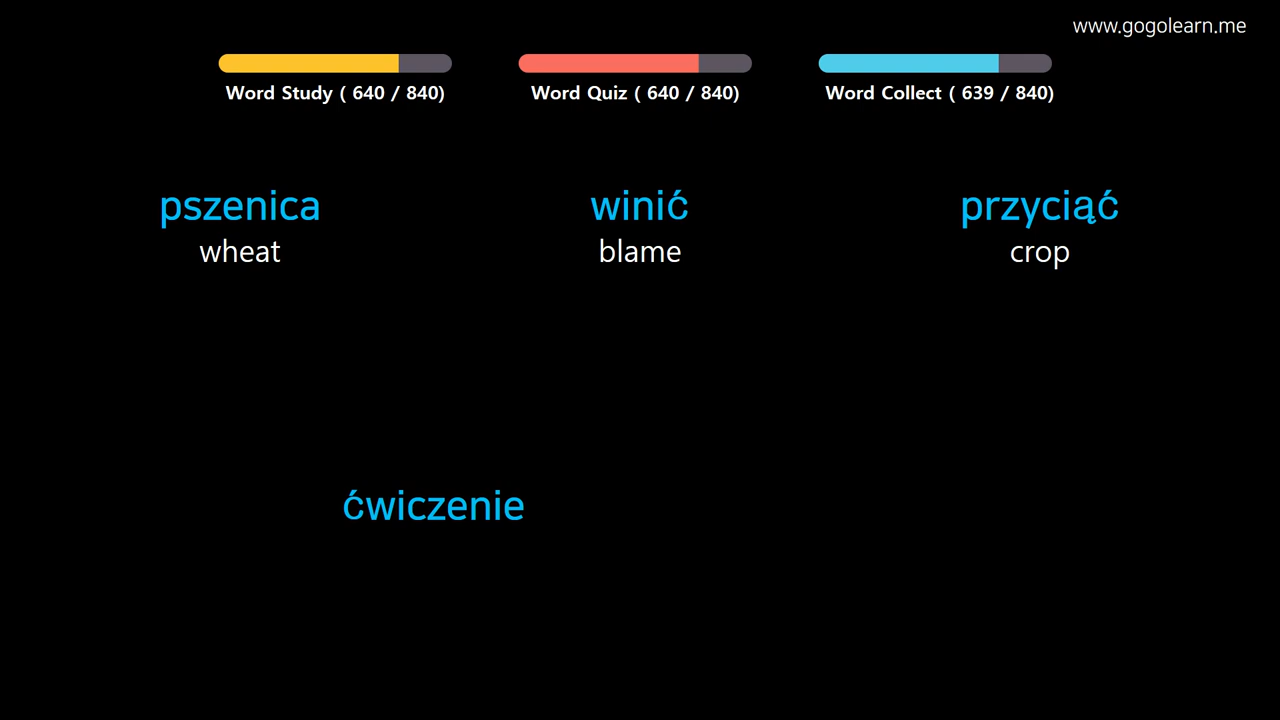 www.gogolearn.me
Word Study ( 640 / 840)
Word Quiz ( 640 / 840)
Word Collect ( 639 / 840)
pszenica
wheat
winić
blame
przyciąć
crop
ćwiczenie